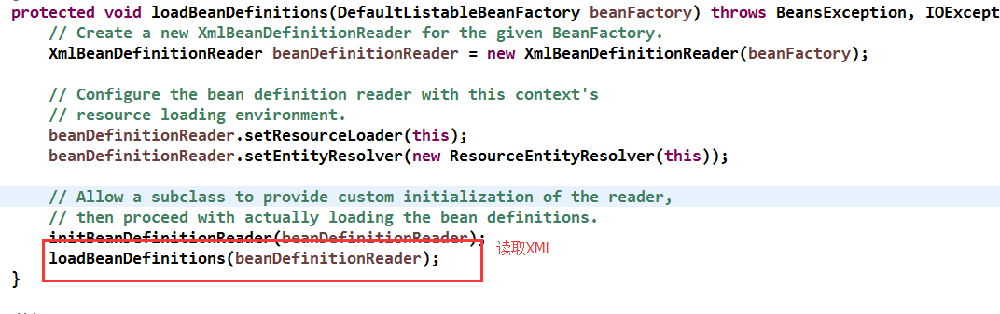 protected void loadBeanDefinitions(DefaultListableBeanFactory beanFactory) throws BeansException, IOExcept
// Create a new XmlBeanDefinitionReader for the given BeanFactory.
XmlBeanDefinitionReader beanDefinitionReader = new XmlBeanDefinitionReader(beanFactory);
// Configure the bean definition reader with this context's
// resource loading environment.
beanDefinitionReader.setResourceLoader(this);
beanDefinitionReader.setEntityResolver(new ResourceEntityResolver(this));
// Allow a subclass to provide custom initialization of the reader,
// then proceed with actually loading the bean definitions.
initBeanDefinitionReader(beanDefinitionReader);
loadBeanDefinitions(beanDefinitionReader);
读取XML
}